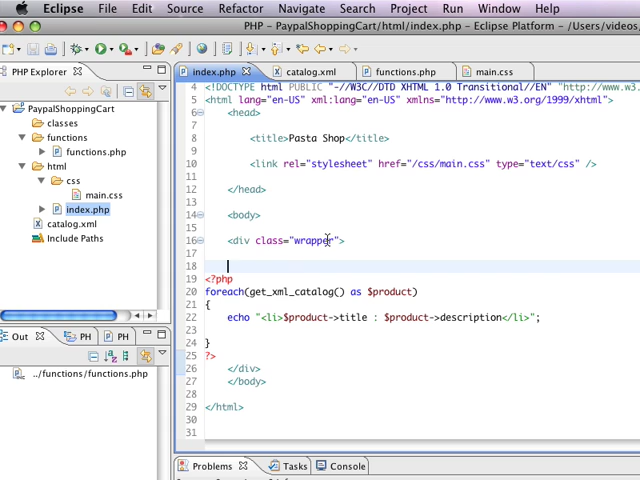 Eclipse File Edit Source Refactor Navigate Search Project Run Window Help
PHP - PaypalShoppingCart/html/index.php - Eclipse Platform - /Users/videos/
PHP Explorer
index.php catalog.xml functions.php main.css
PaypalShoppingCart
classes
functions
functions.php
html
css
main.css
index.php
catalog.xml
Include Paths
Out PH PH
../functions/functions.php
4 <!DOCTYPE html PUBLIC "-//W3C//DTD XHTML 1.0 Transitional//EN" "http://www.w3.
5 <html lang="en-US" xml:lang="en-US" xmlns="http://www.w3.org/1999/xhtml">
6 <head>
7
8 <title>Pasta Shop</title>
9
10 <link rel="stylesheet" href="/css/main.css" type="text/css" />
11
12 </head>
13
14 <body>
15
16 <div class="wrapper">
17
18
19 <?php
20 foreach(get_xml_catalog() as $product)
21 {
22 echo "<li>$product->title : $product->description</li>";
23
24 }
25 ?>
26 </div>
27 </body>
28
29 </html>
30
31
Problems Tasks Console